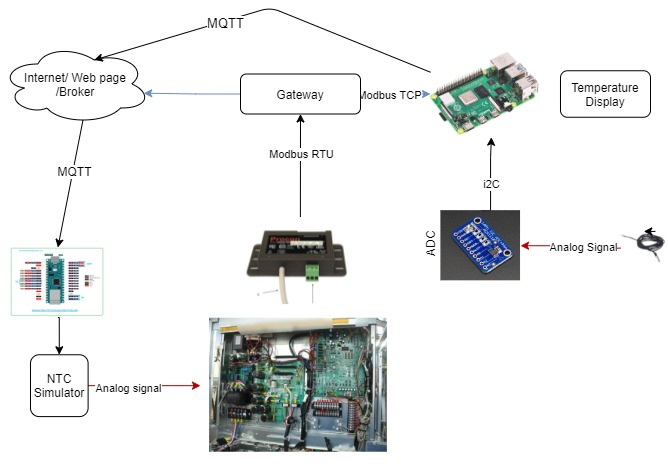 MQTT
Internet/ Web page
/Broker
Gateway
Modbus TCP
Temperature
Display
Modbus RTU
MQTT
i2C
ADC
Analog Signal
NTC
Simulator
Analog signal